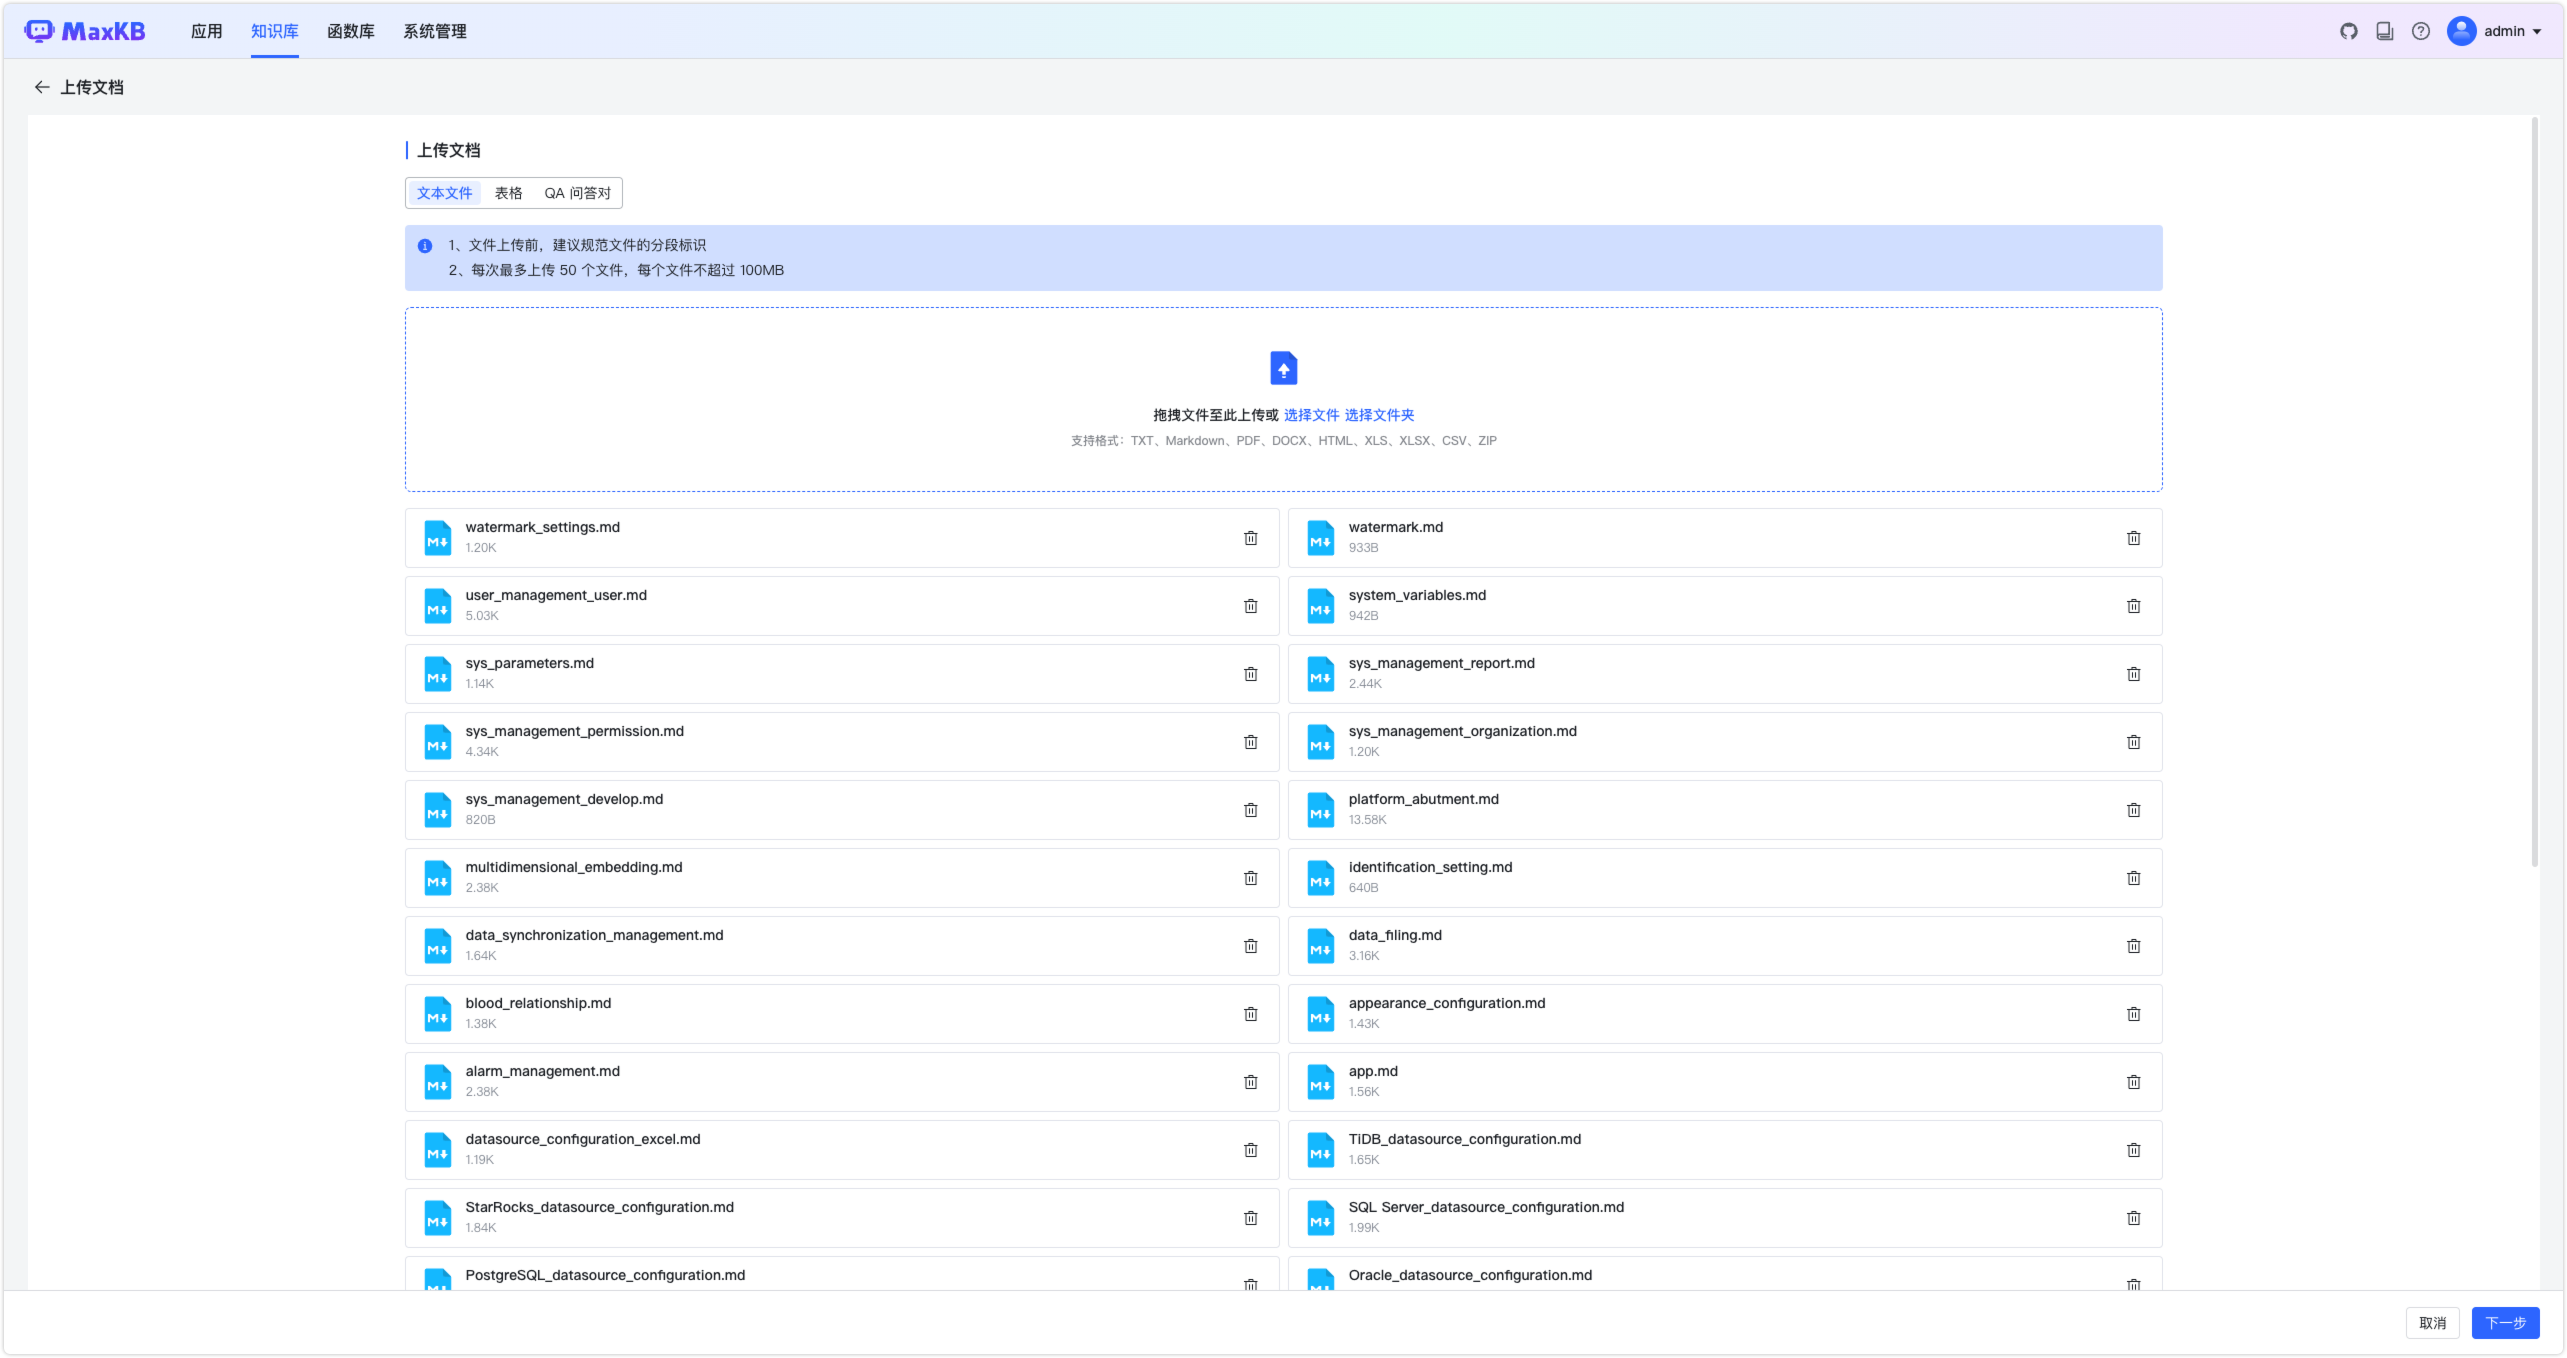 MaxKB 应用 知识库 函数库 系统管理 admin
上传文档
上传文档
文本文件 表格 QA 问答对
1、文件上传前，建议规范文件的分段标识
2、每次最多上传 50 个文件，每个文件不超过 100MB
拖拽文件至此上传或 选择文件 选择文件夹
支持格式：TXT、Markdown、PDF、DOCX、HTML、XLS、XLSX、CSV、ZIP
watermark_settings.md
1.20K
watermark.md
933B
user_management_user.md
5.03K
system_variables.md
942B
sys_parameters.md
1.14K
sys_management_report.md
2.44K
sys_management_permission.md
4.34K
sys_management_organization.md
1.20K
sys_management_develop.md
820B
platform_abutment.md
13.58K
multidimensional_embedding.md
2.38K
identification_setting.md
640B
data_synchronization_management.md
1.64K
data_filing.md
3.16K
blood_relationship.md
1.38K
appearance_configuration.md
1.43K
alarm_management.md
2.38K
app.md
1.56K
datasource_configuration_excel.md
1.19K
TiDB_datasource_configuration.md
1.65K
StarRocks_datasource_configuration.md
1.84K
SQL Server_datasource_configuration.md
1.99K
PostgreSQL_datasource_configuration.md
Oracle_datasource_configuration.md
取消 下一步